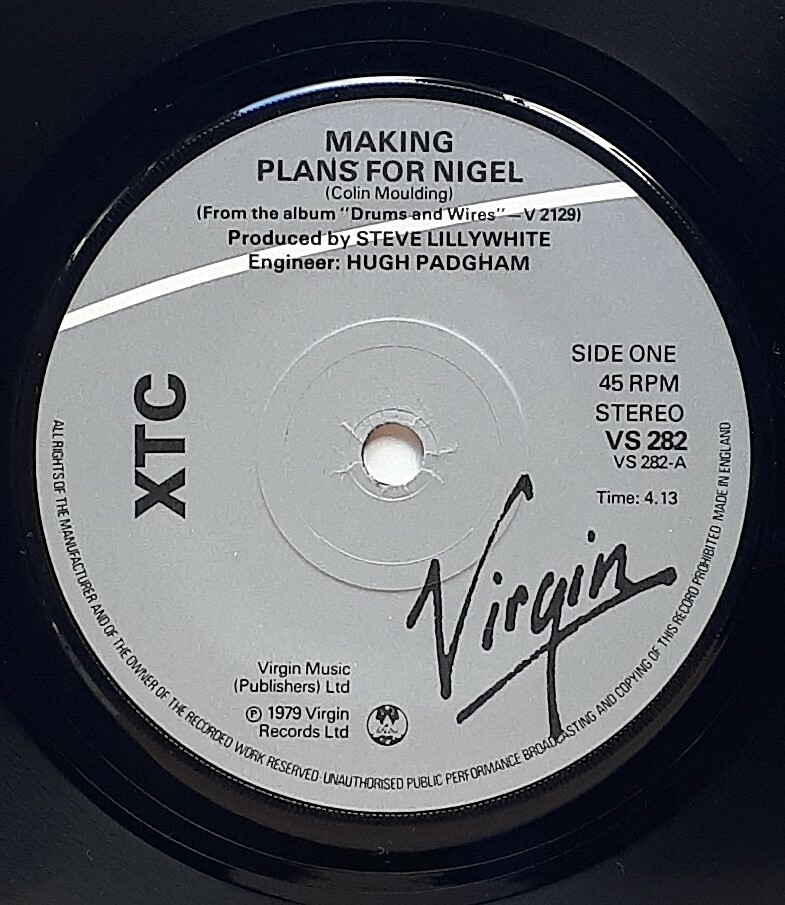 MAKING
PLANS FOR NIGEL
(Colin Moulding)
(From the album "Drums and Wires"—V 2129)
Produced by STEVE LILLYWHITE
Engineer: HUGH PADGHAM
XTC
SIDE ONE
45 RPM
STEREO
VS 282
VS 282-A
Time: 4.13
Virgin
Virgin Music
(Publishers) Ltd
℗ 1979 Virgin
Records Ltd
ALL RIGHTS OF THE MANUFACTURER AND OF THE OWNER OF THE RECORDED WORK RESERVED·UNAUTHORISED PUBLIC PERFORMANCE BROADCASTING AND COPYING OF THIS RECORD PROHIBITED MADE IN ENGLAND